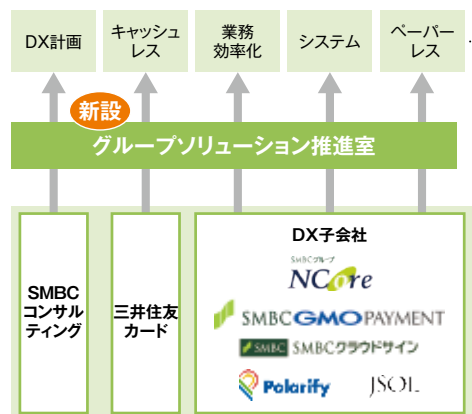 DX計画
キャッシュ
レス
業務
効率化
システム
ペーパー
レス
新設
グループソリューション推進室
SMBC
コンサル
ティング
三井住友
カード
DX子会社
SMBCグループ
NCore
SMBC GMO PAYMENT
SMBC SMBCクラウドサイン
Polarify JSOL